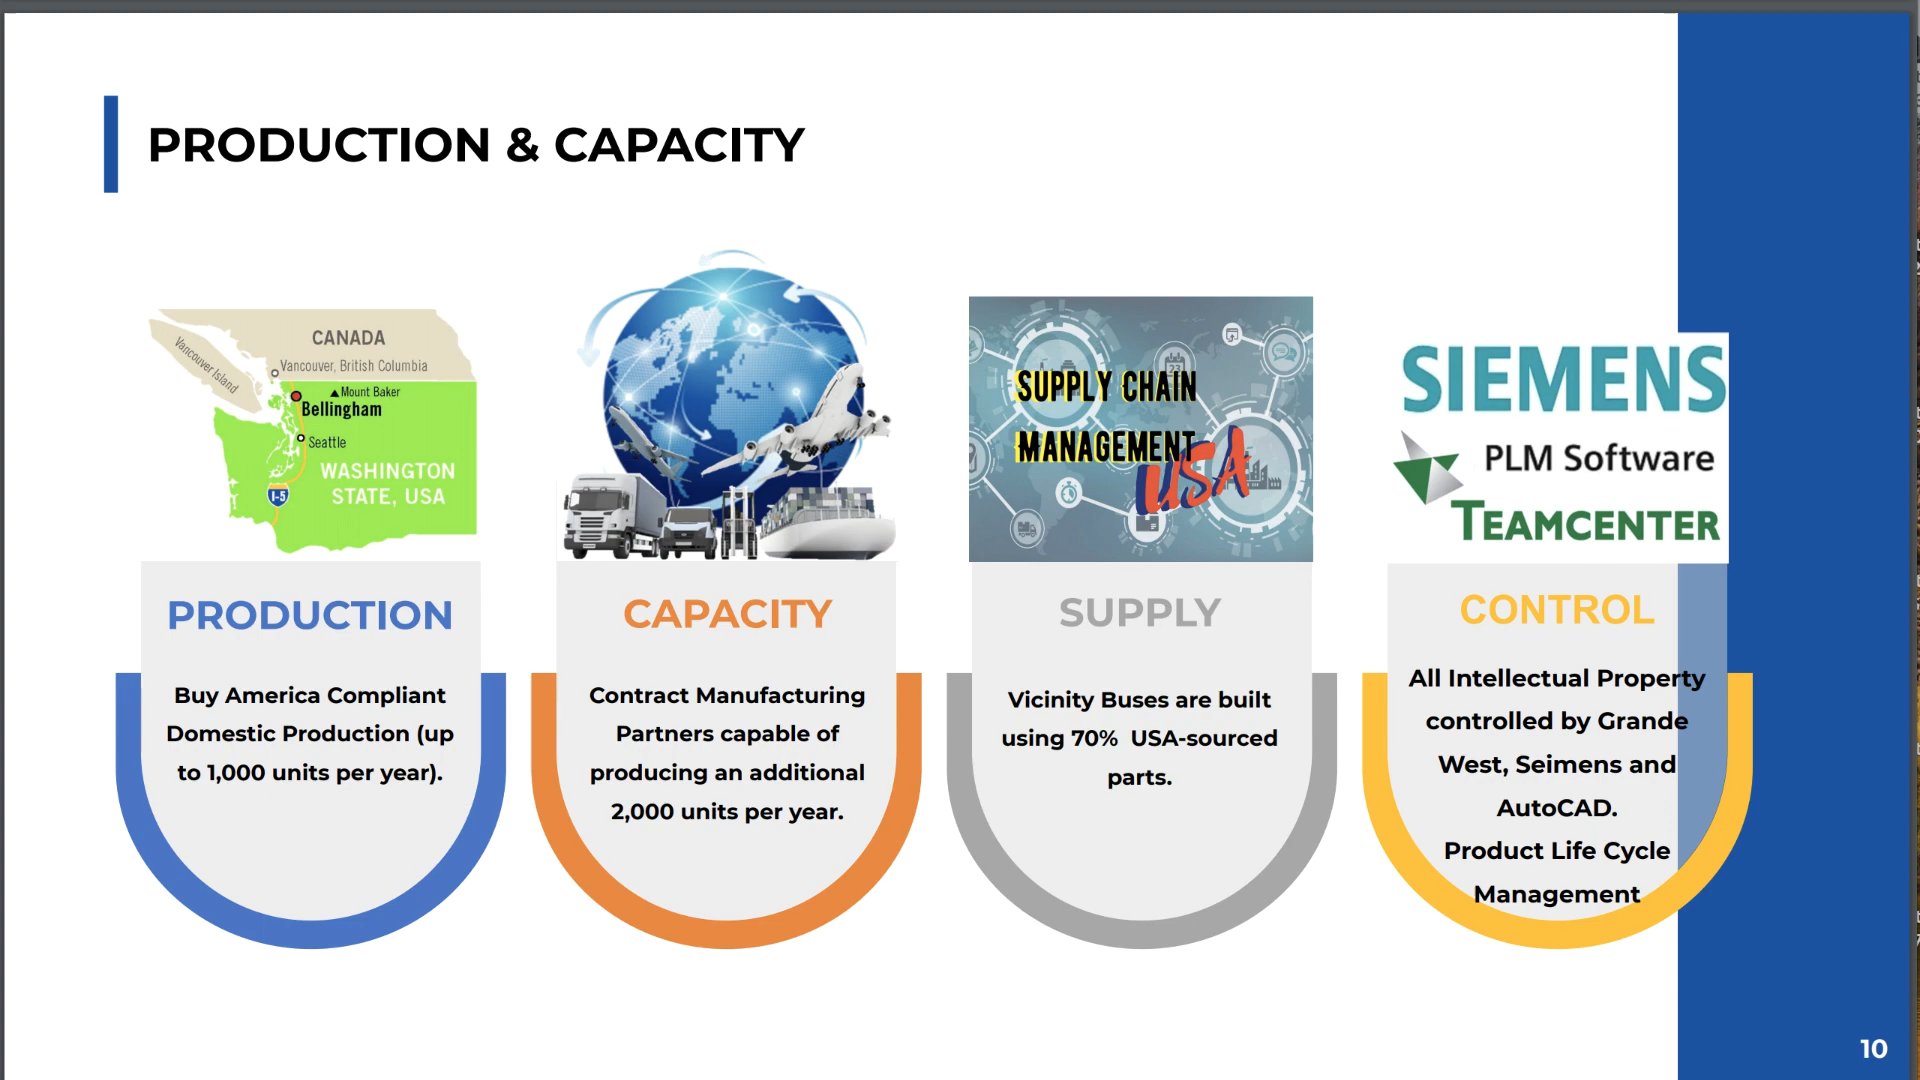 PRODUCTION & CAPACITY
CANADA
Vancouver Island
Vancouver, British Columbia
Mount Baker
Bellingham
Seattle
WASHINGTON
STATE, USA
I-5
SUPPLY CHAIN
MANAGEMENT
USA
23
SIEMENS
PLM Software
TEAMCENTER
PRODUCTION
Buy America Compliant
Domestic Production (up
to 1,000 units per year).
CAPACITY
Contract Manufacturing
Partners capable of
producing an additional
2,000 units per year.
SUPPLY
Vicinity Buses are built
using 70% USA-sourced
parts.
CONTROL
All Intellectual Property
controlled by Grande
West, Seimens and
AutoCAD.
Product Life Cycle
Management
10